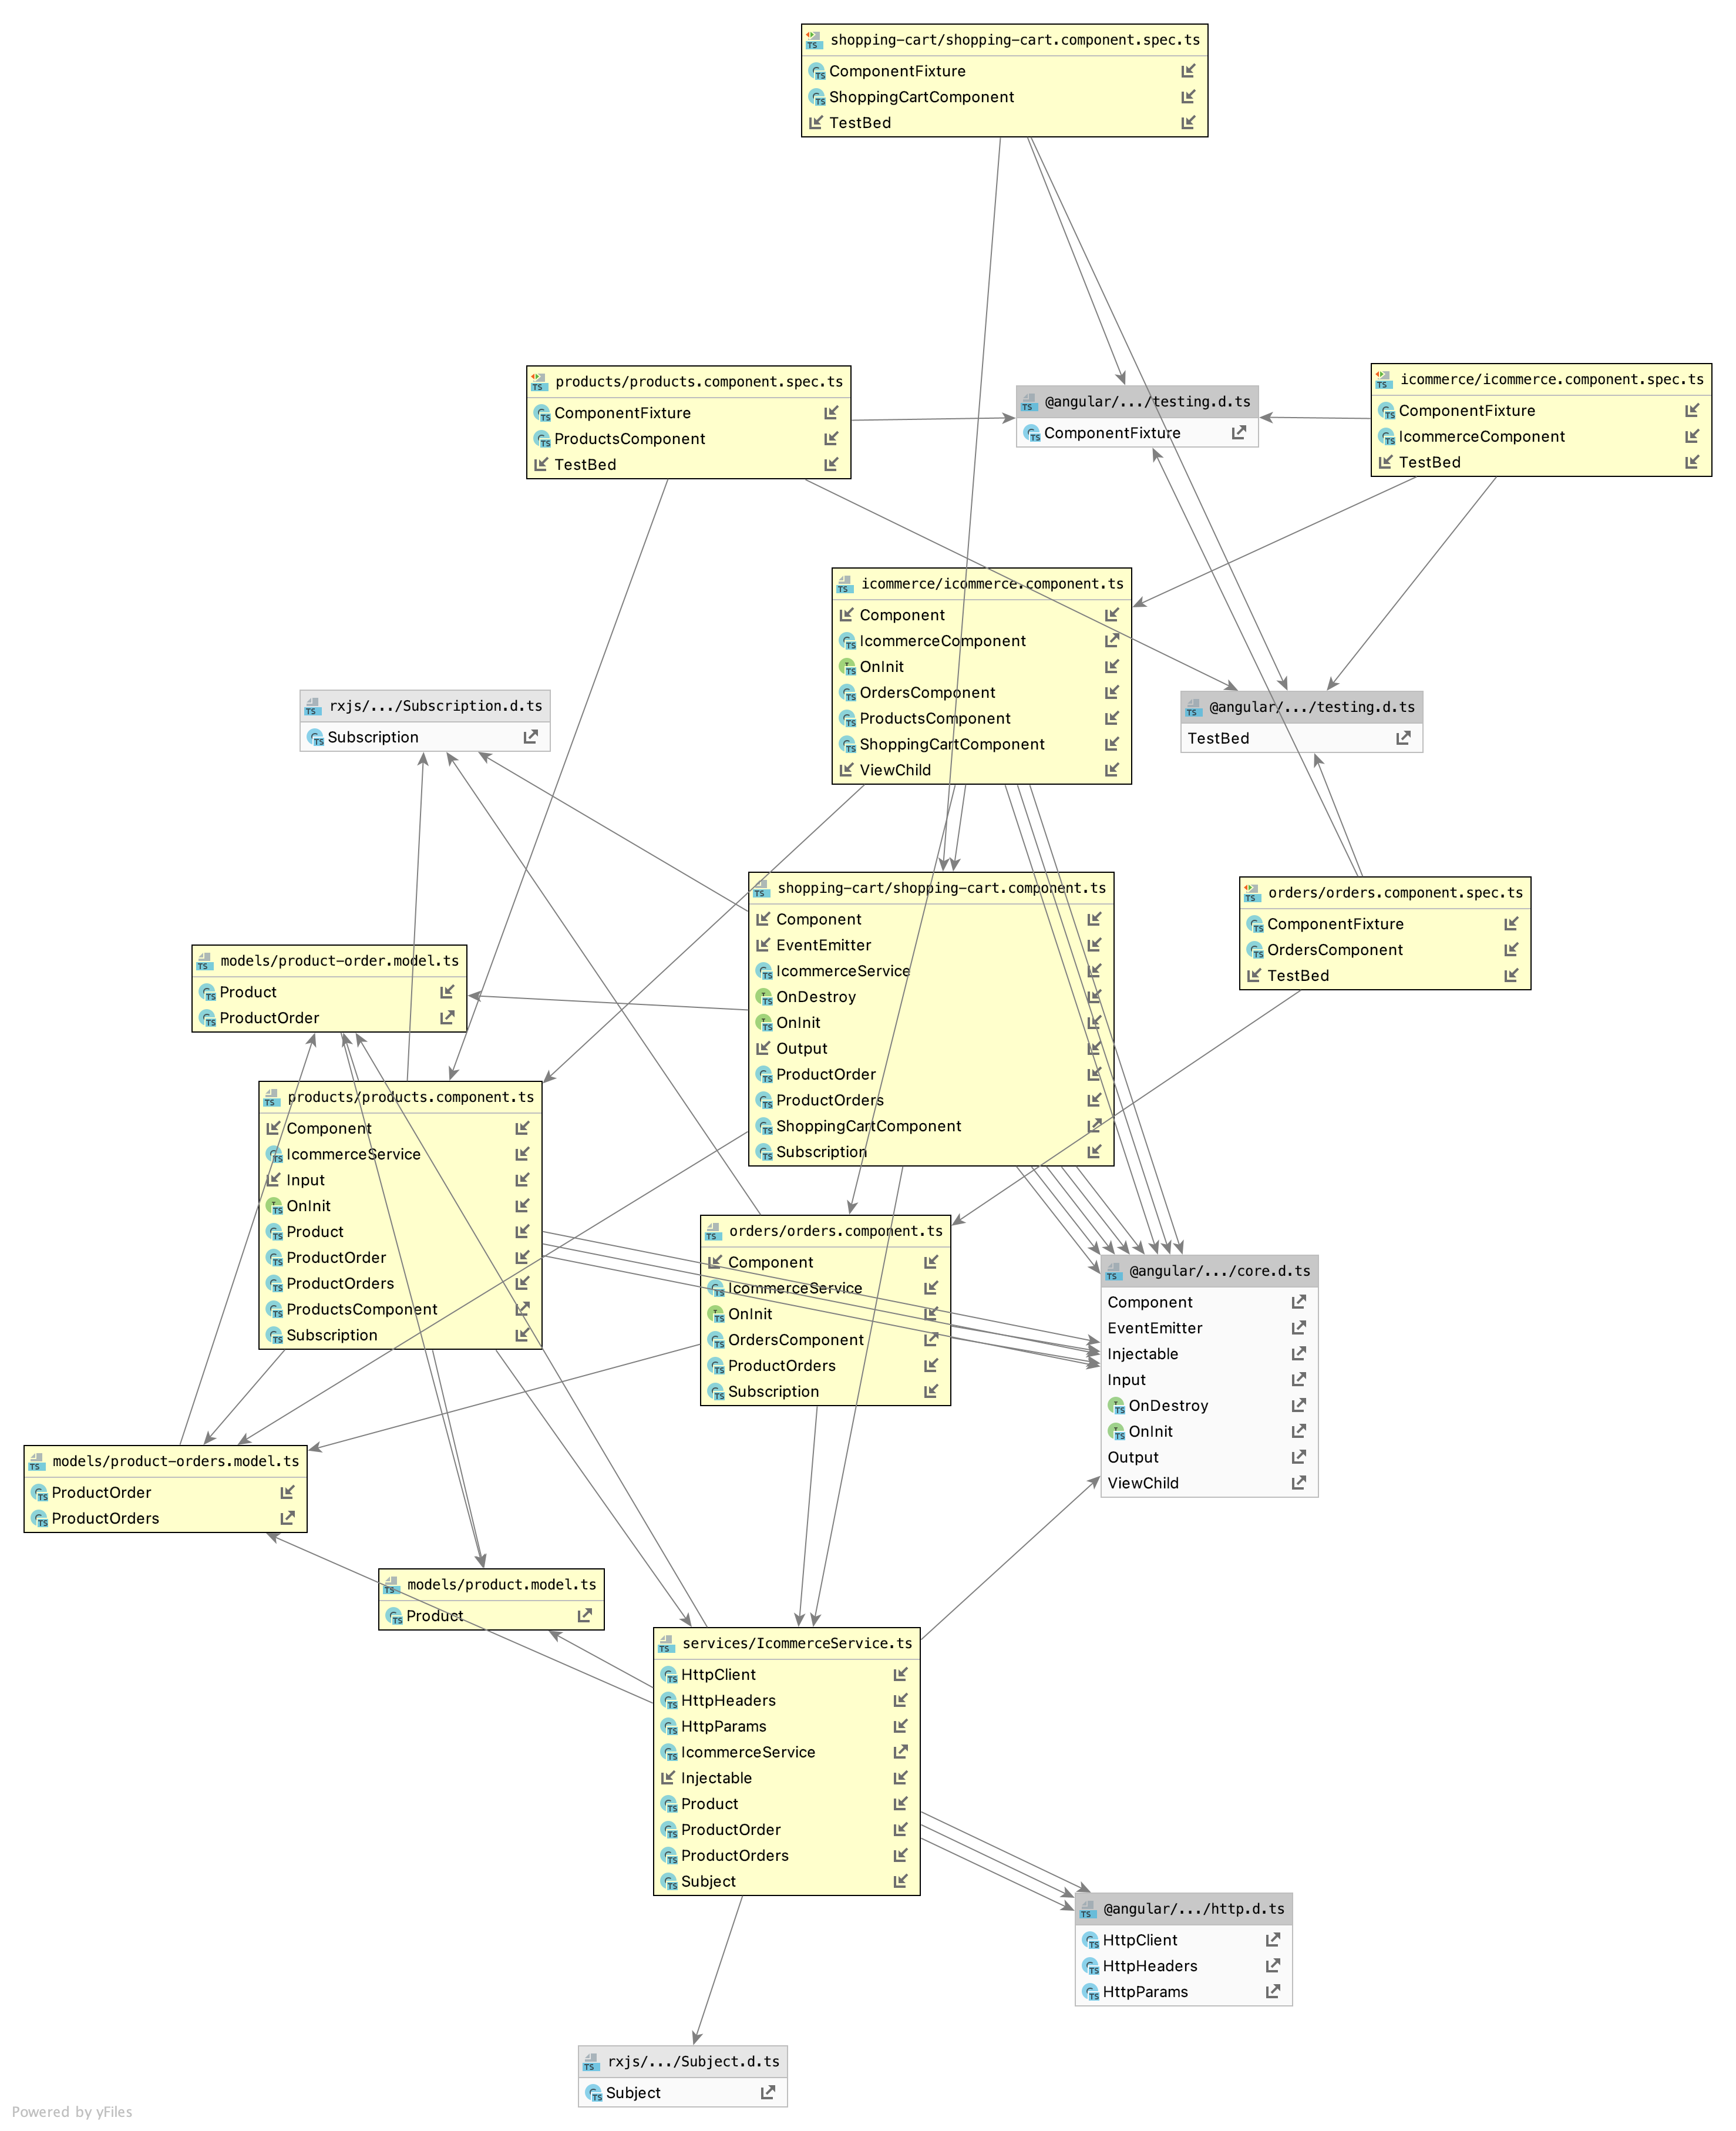 shopping-cart/shopping-cart.component.spec.ts
ComponentFixture
ShoppingCartComponent
TestBed
products/products.component.spec.ts
ComponentFixture
ProductsComponent
TestBed
@angular/.../testing.d.ts
ComponentFixture
icommerce/icommerce.component.spec.ts
ComponentFixture
IcommerceComponent
TestBed
icommerce/icommerce.component.ts
Component
IcommerceComponent
OnInit
OrdersComponent
ProductsComponent
ShoppingCartComponent
ViewChild
rxjs/.../Subscription.d.ts
Subscription
@angular/.../testing.d.ts
TestBed
shopping-cart/shopping-cart.component.ts
Component
EventEmitter
IcommerceService
OnDestroy
OnInit
Output
ProductOrder
ProductOrders
ShoppingCartComponent
Subscription
orders/orders.component.spec.ts
ComponentFixture
OrdersComponent
TestBed
models/product-order.model.ts
Product
ProductOrder
products/products.component.ts
Component
IcommerceService
Input
OnInit
Product
ProductOrder
ProductOrders
ProductsComponent
Subscription
orders/orders.component.ts
Component
IcommerceService
OnInit
OrdersComponent
ProductOrders
Subscription
@angular/.../core.d.ts
Component
EventEmitter
Injectable
Input
OnDestroy
OnInit
Output
ViewChild
models/product-orders.model.ts
ProductOrder
ProductOrders
models/product.model.ts
Product
services/IcommerceService.ts
HttpClient
HttpHeaders
HttpParams
IcommerceService
Injectable
Product
ProductOrder
ProductOrders
Subject
@angular/.../http.d.ts
HttpClient
HttpHeaders
HttpParams
rxjs/.../Subject.d.ts
Subject
Powered by yFiles